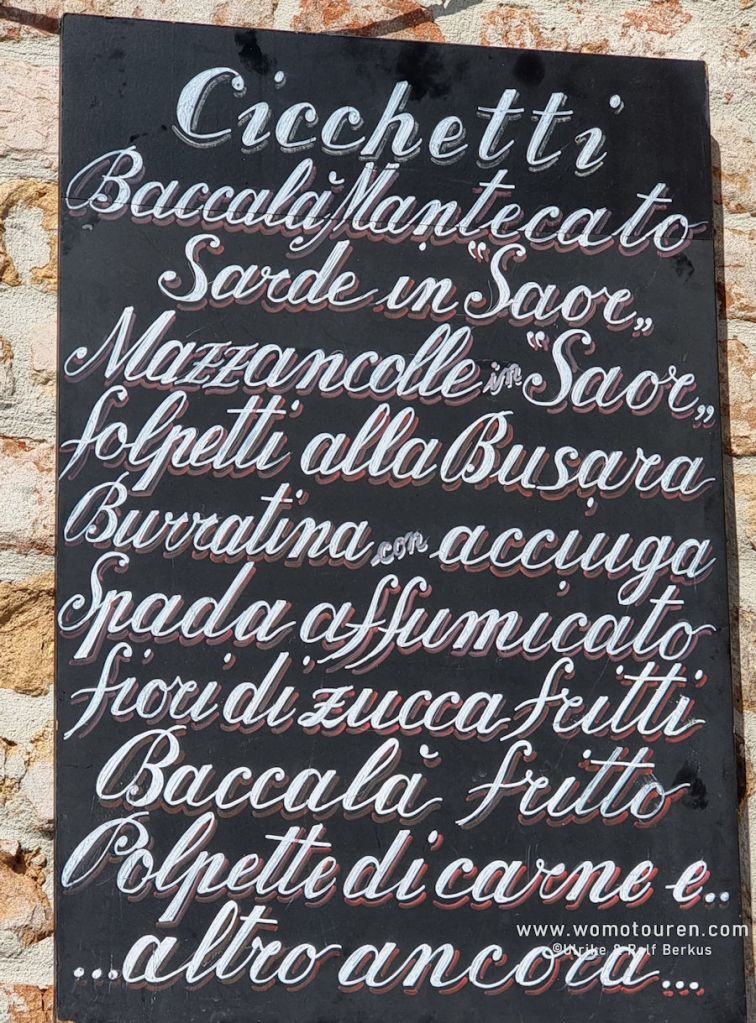 Cicchetti
Baccalà Mantecato
Sarde in "Saor„
Mazzancolle in "Saor„
folpetti alla Busara
Burratina con acciuga
Spada affumicato
fiori di zucca fritti
Baccalà fritto
Polpette di carne e..
...altro ancora...
www.womotouren.com
©Ulrike & Rolf Berkus